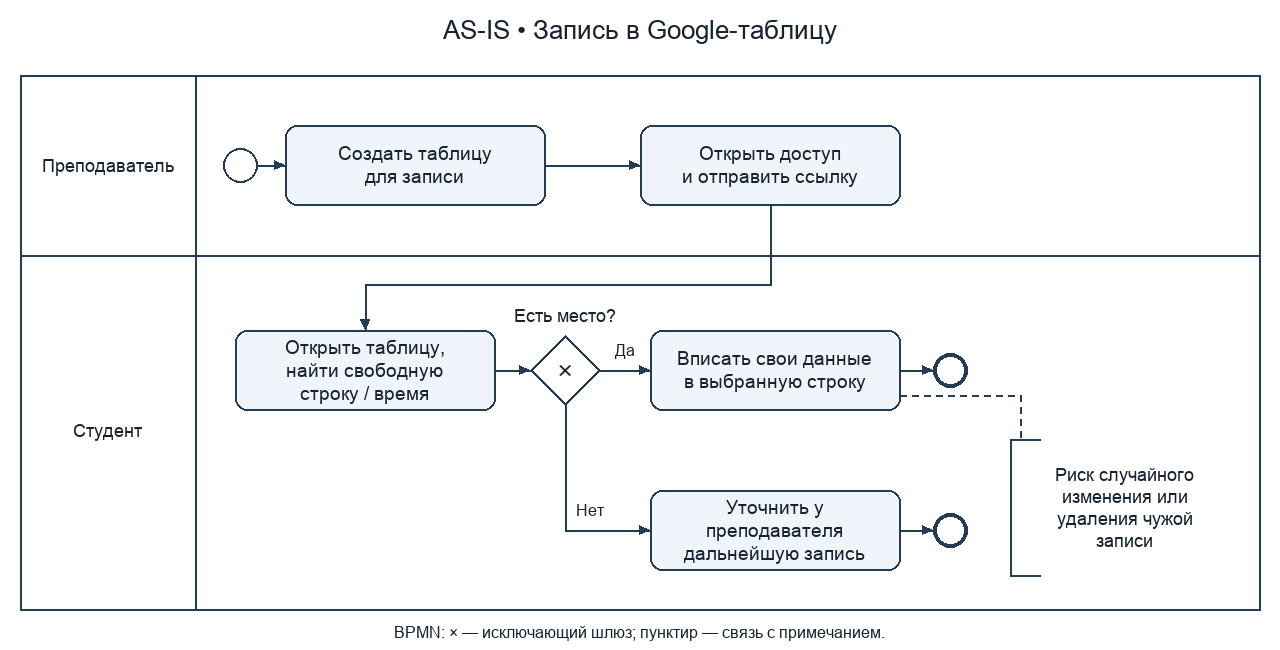 AS-IS • Запись в Google-таблицу
Преподаватель
Создать таблицу
для записи
Открыть доступ
и отправить ссылку
Студент
Открыть таблицу,
найти свободную
строку / время
Есть место?
×
Да
Вписать свои данные
в выбранную строку
Нет
Уточнить у
преподавателя
дальнейшую запись
Риск случайного
изменения или
удаления чужой
записи
BPMN: × — исключающий шлюз; пунктир — связь с примечанием.